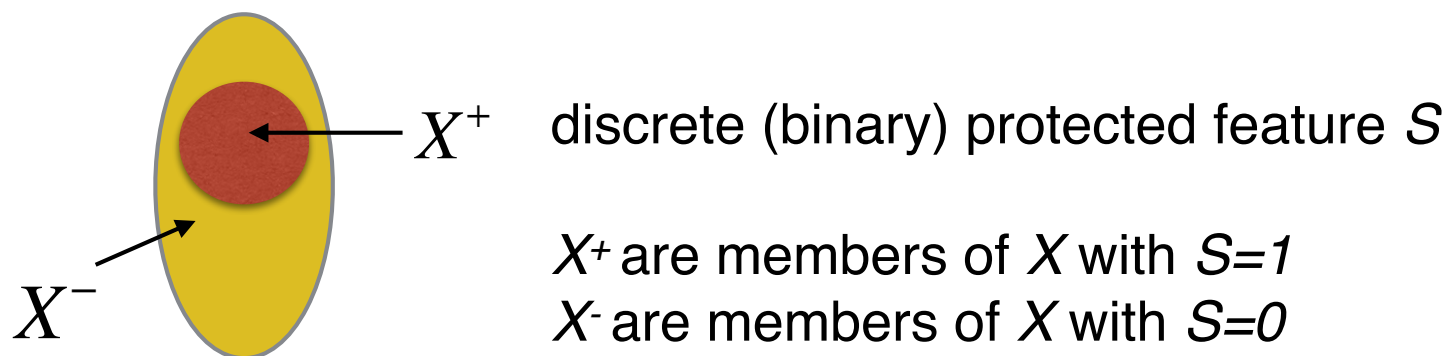 X⁺ discrete (binary) protected feature S
X⁺ are members of X with S=1
X⁻
X⁻ are members of X with S=0